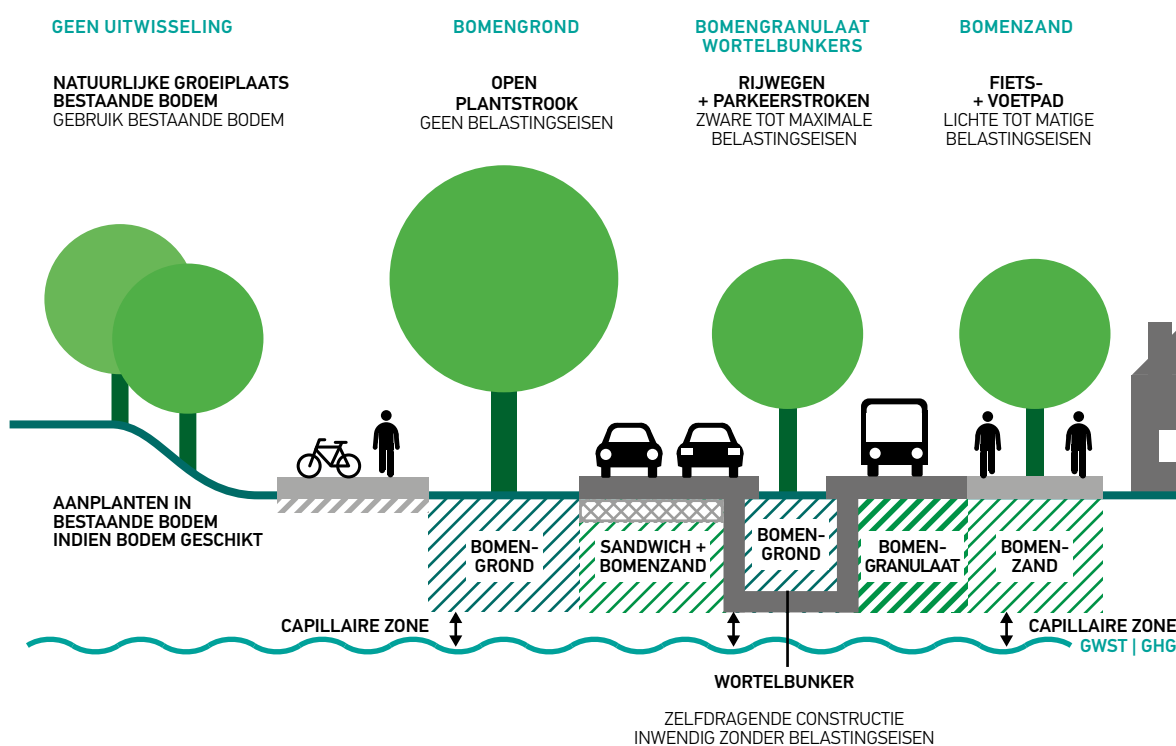 GEEN UITWISSELING
NATUURLIJKE GROEIPLAATS
BESTAANDE BODEM
GEBRUIK BESTAANDE BODEM
BOMENGROND
OPEN
PLANTSTROOK
GEEN BELASTINGSEISEN
BOMENGRANULAAT
WORTELBUNKERS
RIJWEGEN
+ PARKEERSTROKEN
ZWARE TOT MAXIMALE
BELASTINGSEISEN
BOMENZAND
FIETS-
+ VOETPAD
LICHTE TOT MATIGE
BELASTINGSEISEN
AANPLANTEN IN
BESTAANDE BODEM
INDIEN BODEM GESCHIKT
BOMEN-
GROND
SANDWICH +
BOMENZAND
BOMEN-
GROND
BOMEN-
GRANULAAT
BOMEN-
ZAND
CAPILLAIRE ZONE
CAPILLAIRE ZONE
GWST | GHG
WORTELBUNKER
ZELFDRAGENDE CONSTRUCTIE
INWENDIG ZONDER BELASTINGSEISEN